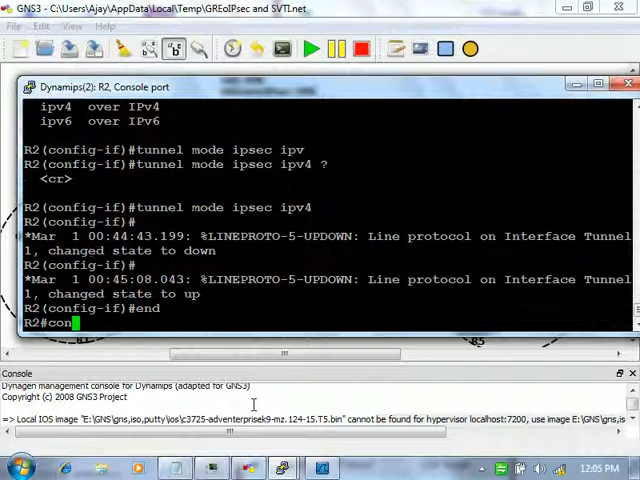 GNS3 - C:\Users\Ajay\AppData\Local\Temp\GREoIPsec and SVTI.net
File Edit View Help
Dynamips(2): R2, Console port
ipv4 over IPv4
ipv6 over IPv6
R2(config-if)#tunnel mode ipsec ipv
R2(config-if)#tunnel mode ipsec ipv4 ?
<cr>
R2(config-if)#tunnel mode ipsec ipv4
R2(config-if)#
*Mar 1 00:44:43.199: %LINEPROTO-5-UPDOWN: Line protocol on Interface Tunnel
1, changed state to down
R2(config-if)#
*Mar 1 00:45:08.043: %LINEPROTO-5-UPDOWN: Line protocol on Interface Tunnel
1, changed state to up
R2(config-if)#end
R2#con
R5
Console
Dynagen management console for Dynamips (adapted for GNS3)
Copyright (c) 2008 GNS3 Project
=> Local IOS image "E:\GNS\gns,iso,putty\ios\c3725-adventerprisek9-mz.124-15.T5.bin" cannot be found for hypervisor localhost:7200, use image E:\GNS\gns,is
12:05 PM